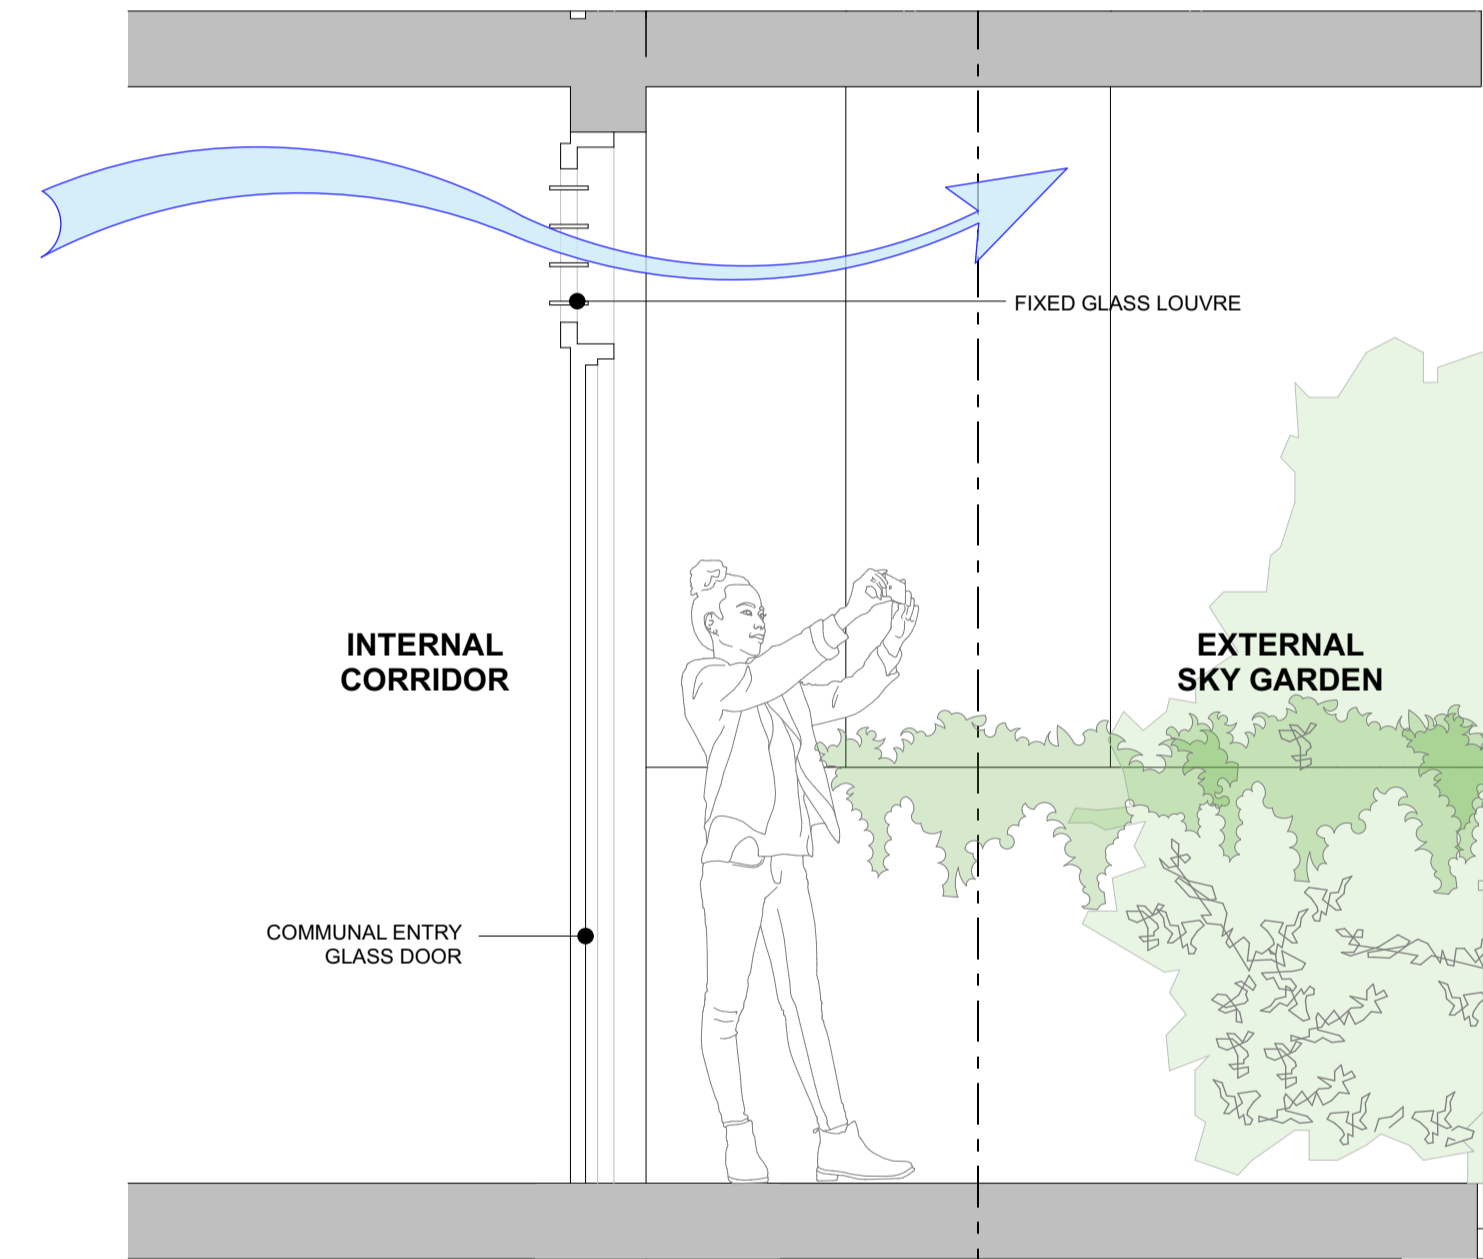 FIXED GLASS LOUVRE
INTERNAL
CORRIDOR
EXTERNAL
SKY GARDEN
COMMUNAL ENTRY
GLASS DOOR